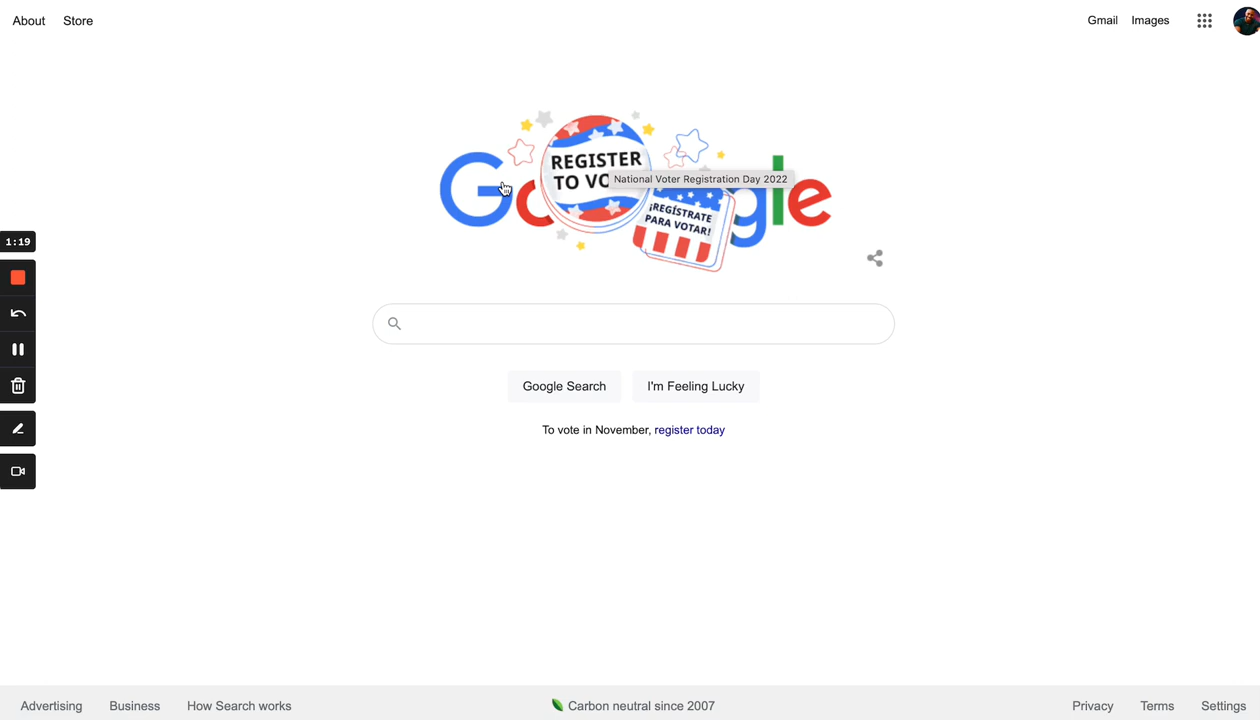 About Store
Gmail Images
REGISTER
TO VO
National Voter Registration Day 2022
¡REGÍSTRATE
PARA VOTAR!
Google
1:19
Google Search
I'm Feeling Lucky
To vote in November, register today
Advertising Business How Search works
Carbon neutral since 2007
Privacy Terms Settings